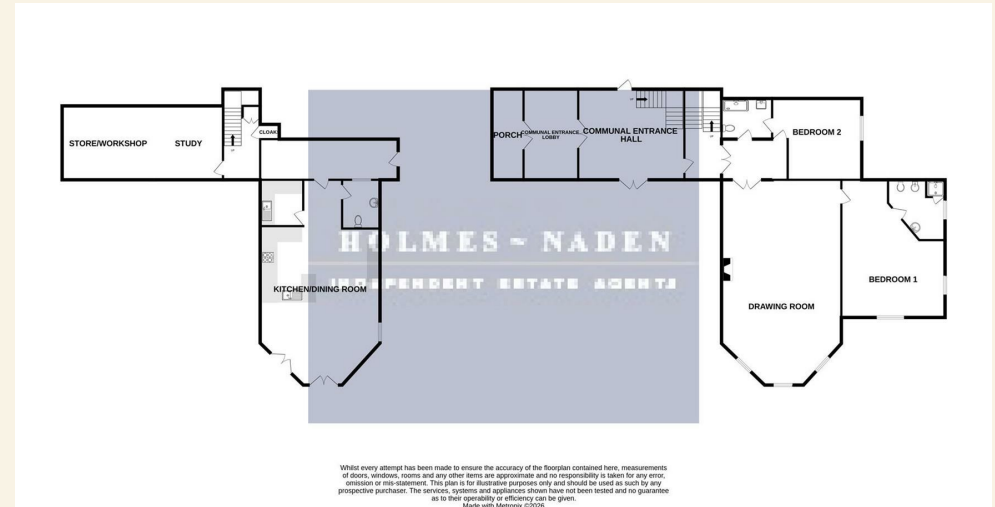 STORE/WORKSHOP
STUDY
CLOAK
PORCH
COMMUNAL ENTRANCE
LOBBY
COMMUNAL ENTRANCE
HALL
BEDROOM 2
HOLMES ~ NADEN
INDEPENDENT ESTATE AGENTS
KITCHEN/DINING ROOM
DRAWING ROOM
BEDROOM 1
Whilst every attempt has been made to ensure the accuracy of the floorplan contained here, measurements
of doors, windows, rooms and any other items are approximate and no responsibility is taken for any error,
omission or mis-statement. This plan is for illustrative purposes only and should be used as such by any
prospective purchaser. The services, systems and appliances shown have not been tested and no guarantee
as to their operability or efficiency can be given.
Made with Metropix ©2026